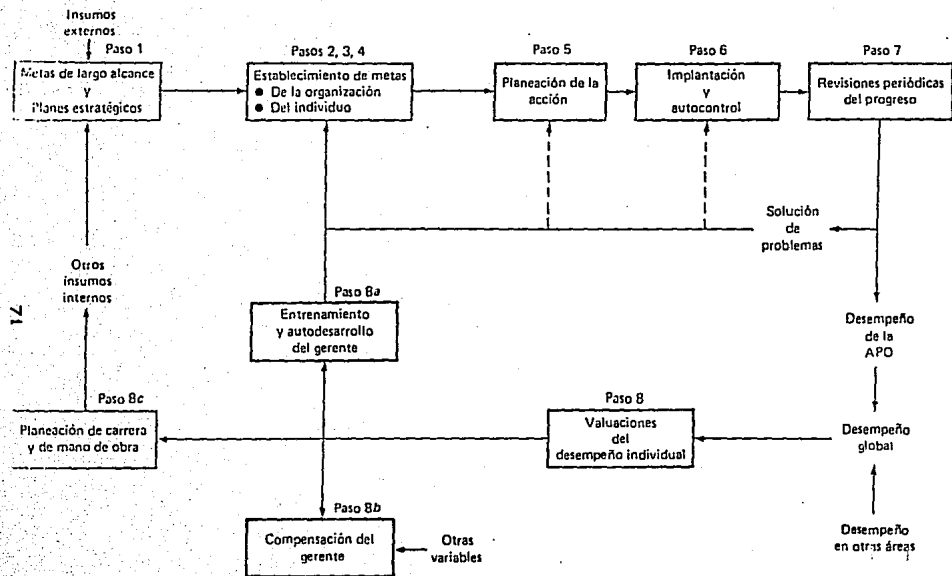 Insumos
externos
Paso 1
Metas de largo alcance
y
Planes estratégicos
Pasos 2, 3, 4
Establecimiento de metas
● De la organización
● Del individuo
Paso 5
Planeación de la
acción
Paso 6
Implantación
y
autocontrol
Paso 7
Revisiones periódicas
del progreso
Solución
de
problemas
Otros
insumos
internos
Paso 8a
Entrenamiento
y autodesarrollo
del gerente
Desempeño
de la
APO
71
Paso 8c
Planeación de carrera
y de mano de obra
Paso 8
Valuaciones
del
desempeño individual
Desempeño
global
Paso 8b
Compensación del
gerente
Otras
variables
Desempeño
en otras áreas